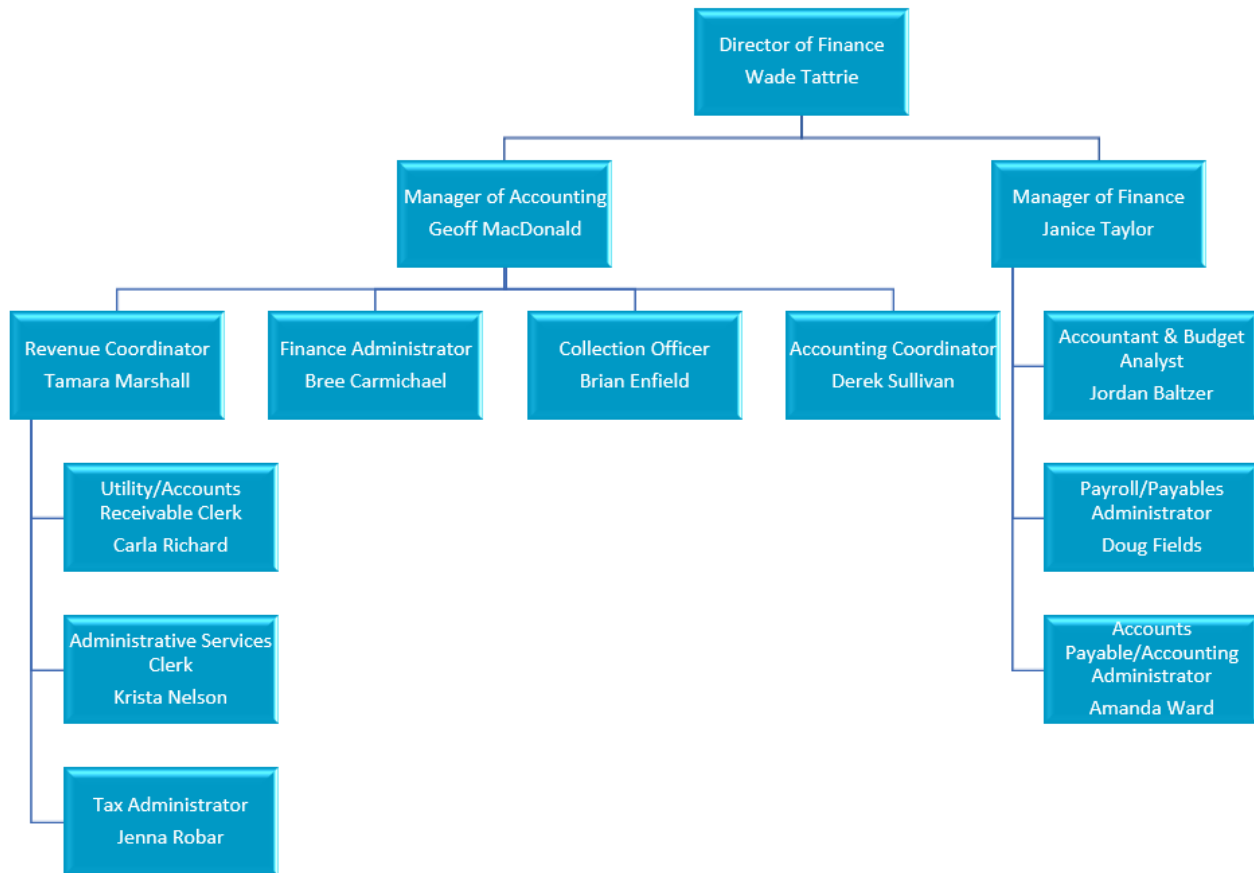 Director of Finance
Wade Tattrie
Manager of Accounting
Geoff MacDonald
Manager of Finance
Janice Taylor
Revenue Coordinator
Tamara Marshall
Finance Administrator
Bree Carmichael
Collection Officer
Brian Enfield
Accounting Coordinator
Derek Sullivan
Accountant & Budget
Analyst
Jordan Baltzer
Utility/Accounts
Receivable Clerk
Carla Richard
Payroll/Payables
Administrator
Doug Fields
Administrative Services
Clerk
Krista Nelson
Accounts
Payable/Accounting
Administrator
Amanda Ward
Tax Administrator
Jenna Robar